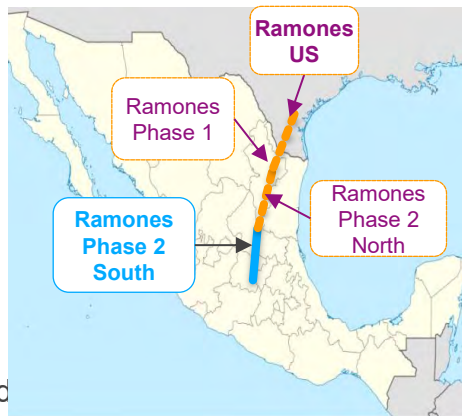 Ramones
US
Ramones
Phase 1
Ramones
Phase 2
North
Ramones
Phase 2
South
d